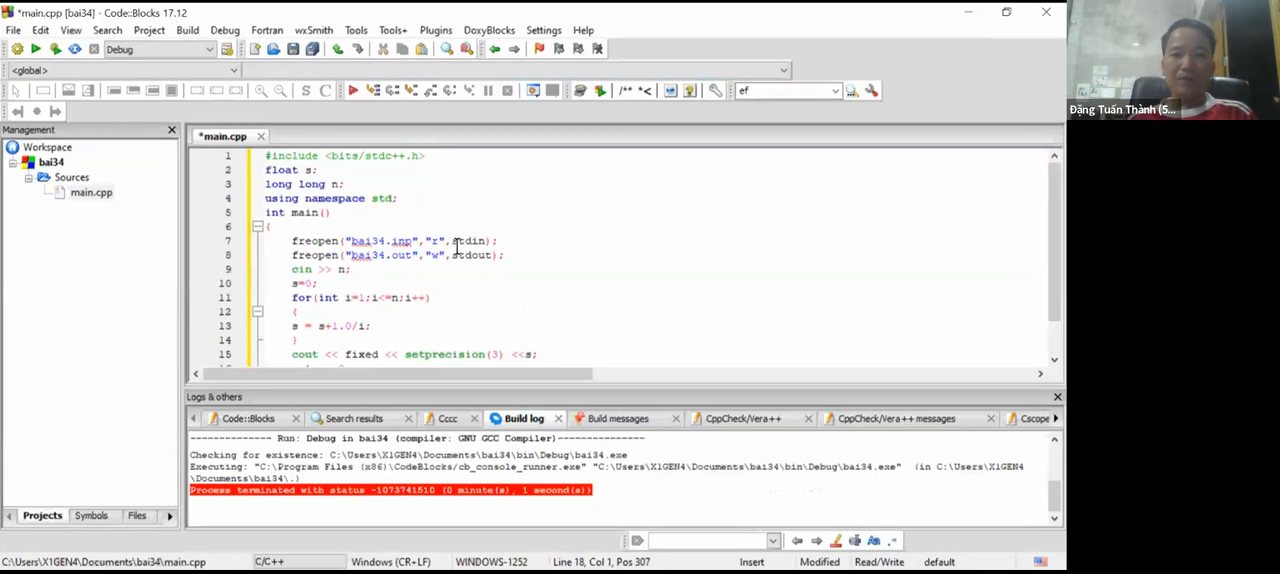 *main.cpp [bai34] - Code::Blocks 17.12
File Edit View Search Project Build Debug Fortran wxSmith Tools Tools+ Plugins DoxyBlocks Settings Help
Debug
<global>
S C /** *< ef
Management
Workspace
bai34
Sources
main.cpp
*main.cpp
1 #include <bits/stdc++.h>
2 float s;
3 long long n;
4 using namespace std;
5 int main()
6 {
7 freopen("bai34.inp","r",stdin);
8 freopen("bai34.out","w",stdout);
9 cin >> n;
10 s=0;
11 for(int i=1;i<=n;i++)
12 {
13 s = s+1.0/i;
14 }
15 cout << fixed << setprecision(3) <<s;
Logs & others
Code::Blocks Search results Cccc Build log Build messages CppCheck/Vera++ CppCheck/Vera++ messages Cscope
-------------- Run: Debug in bai34 (compiler: GNU GCC Compiler)---------------
Checking for existence: C:\Users\X1GEN4\Documents\bai34\bin\Debug\bai34.exe
Executing: "C:\Program Files (x86)\CodeBlocks/cb_console_runner.exe" "C:\Users\X1GEN4\Documents\bai34\bin\Debug\bai34.exe" (in C:\Users\X1GEN4
\Documents\bai34\.)
Process terminated with status -1073741510 (0 minute(s), 1 second(s))
Projects Symbols Files
C:\Users\X1GEN4\Documents\bai34\main.cpp C/C++ Windows (CR+LF) WINDOWS-1252 Line 18, Col 1, Pos 307 Insert Modified Read/Write default
Đặng Tuấn Thành (5...